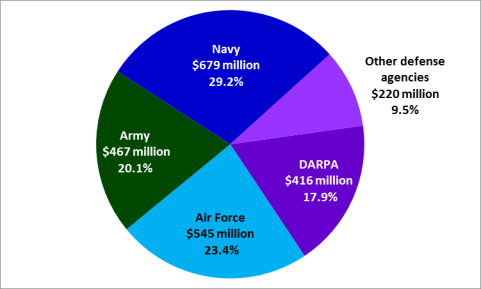 Navy
$679 million
29.2%
Other defense
agencies
$220 million
9.5%
Army
$467 million
20.1%
DARPA
$416 million
17.9%
Air Force
$545 million
23.4%